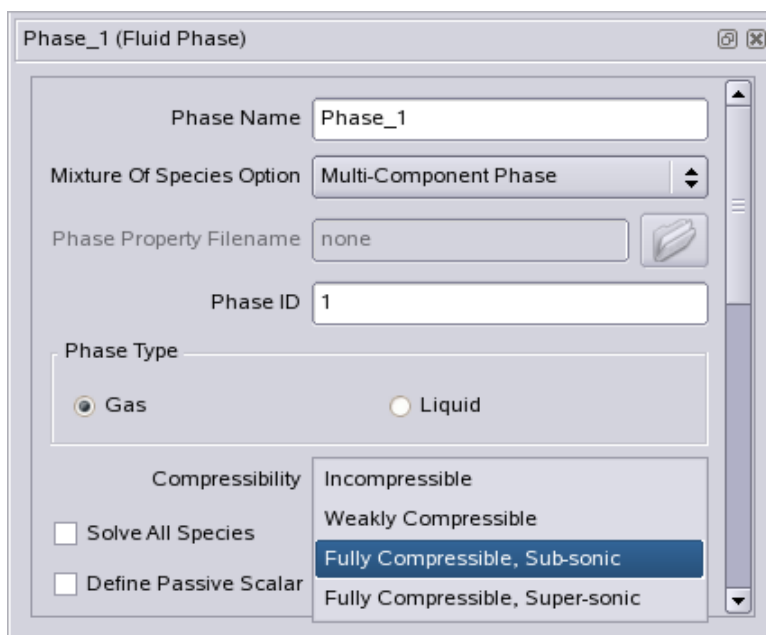 Phase_1 (Fluid Phase)
Phase Name Phase_1
Mixture Of Species Option Multi-Component Phase
Phase Property Filename none
Phase ID 1
Phase Type
Gas Liquid
Compressibility Incompressible
Weakly Compressible
Solve All Species
Fully Compressible, Sub-sonic
Define Passive Scalar
Fully Compressible, Super-sonic